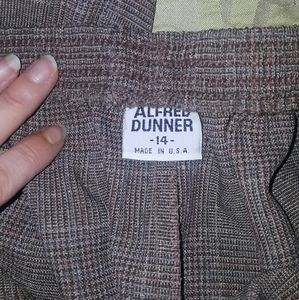 ALFRED
DUNNER
-14-
MADE IN U.S.A.